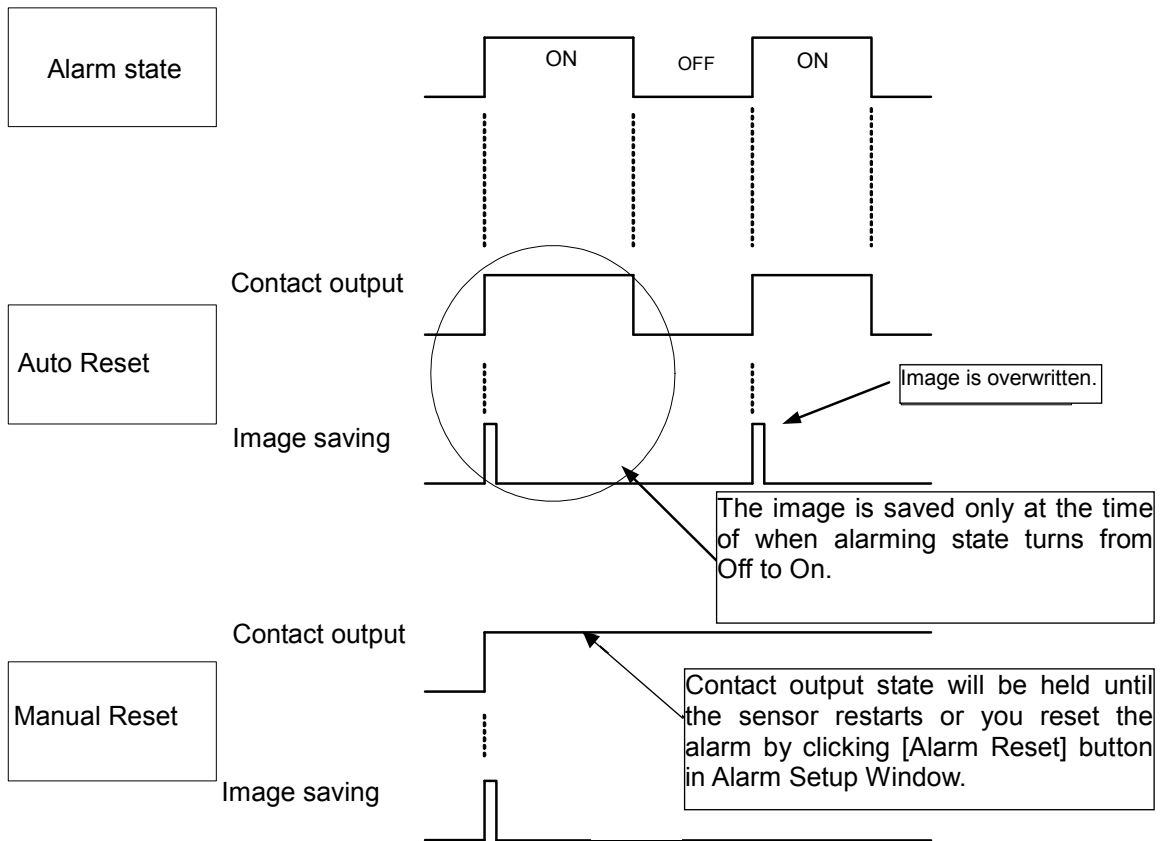 Alarm state
ON
OFF
ON
Contact output
Auto Reset
Image is overwritten.
Image saving
The image is saved only at the time
of when alarming state turns from
Off to On.
Contact output
Manual Reset
Contact output state will be held until
the sensor restarts or you reset the
alarm by clicking [Alarm Reset] button
in Alarm Setup Window.
Image saving